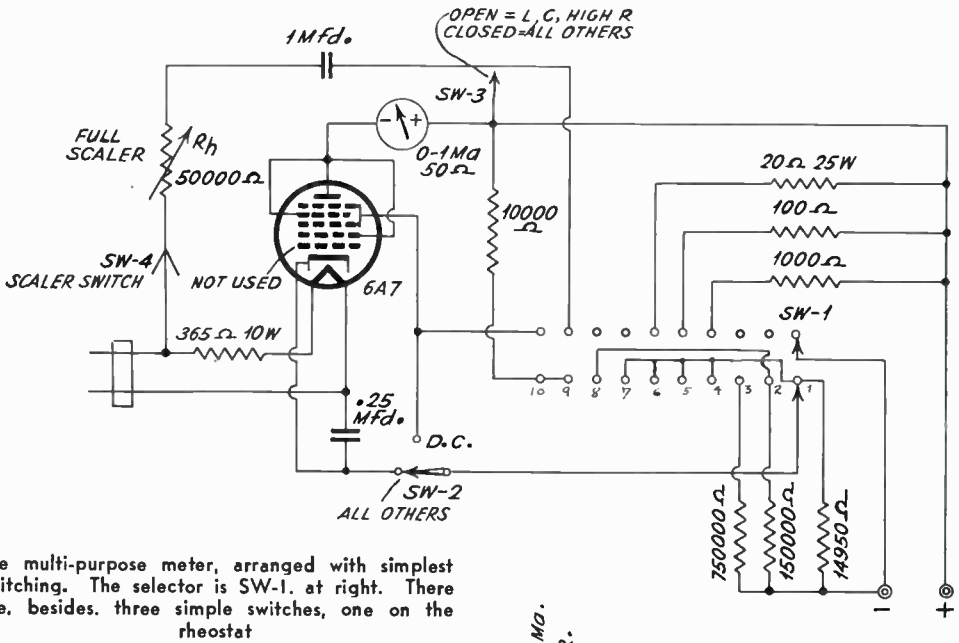 OPEN = L, C, HIGH R
CLOSED=ALL OTHERS
1Mfd.
SW-3
FULL
SCALER
Rh
50000Ω
- +
0-1Ma
50Ω
20Ω 25W
100Ω
1000Ω
10000
Ω
SW-4
SCALER SWITCH
NOT USED
6A7
SW-1
365Ω 10W
10 9 8 7 6 5 4 3 2 1
.25
Mfd.
D.C.
SW-2
ALL OTHERS
750000Ω
150000Ω
14950Ω
- +
e multi-purpose meter, arranged with simplest
itching. The selector is SW-1. at right. There
e, besides. three simple switches, one on the
rheostat
Ma.